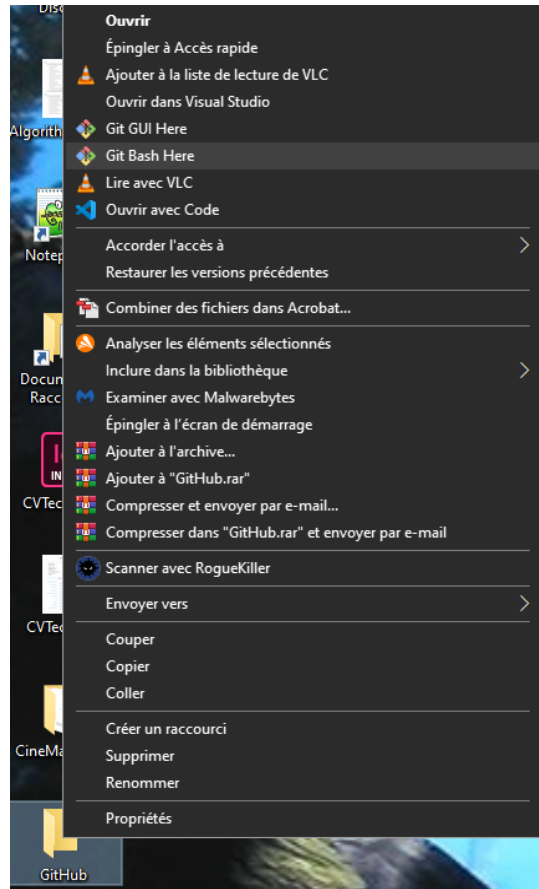 Ouvrir
Épingler à Accès rapide
Ajouter à la liste de lecture de VLC
Ouvrir dans Visual Studio
Git GUI Here
Git Bash Here
Lire avec VLC
Ouvrir avec Code
Accorder l'accès à
Restaurer les versions précédentes
Combiner des fichiers dans Acrobat...
Analyser les éléments sélectionnés
Inclure dans la bibliothèque
Examiner avec Malwarebytes
Épingler à l’écran de démarrage
Ajouter à l'archive...
Ajouter à "GitHub.rar"
Compresser et envoyer par e-mail...
Compresser dans "GitHub.rar" et envoyer par e-mail
Scanner avec RogueKiller
Envoyer vers
Couper
Copier
Coller
Créer un raccourci
Supprimer
Renommer
Propriétés
Algorith
Notep
Docum
Racc
IN
CVTec
CVTec
CineMa
GitHub